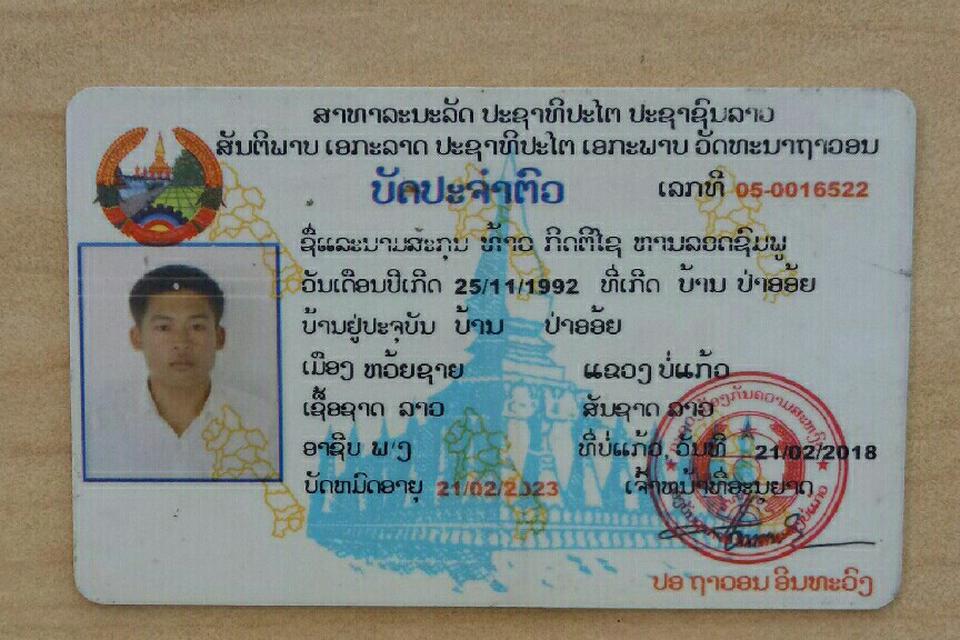 ສາທາລະນະລັດ ປະຊາທິປະໄຕ ປະຊາຊົນລາວ
ສັນຕິພາບ ເອກະລາດ ປະຊາທິປະໄຕ ເອກະພາບ ວັດທະນາຖາວອນ
ບັດປະຈຳຕົວ
ເລກທີ 05-0016522
ຊື່ແລະນາມສະກຸນ ທ້າວ ກິດຕີໄຊ ຫານລອດຊົມພູ
ວັນເດືອນປີເກີດ 25/11/1992 ທີ່ເກີດ ບ້ານ ປ່າອ້ອຍ
ບ້ານຢູ່ປະຈຸບັນ ບ້ານ ປ່າອ້ອຍ
ເມືອງ ຫວ້ຍຊາຍ ແຂວງ ບໍ່ແກ້ວ
ເຊື້ອຊາດ ລາວ ສັນຊາດ ລາວ
ອາຊີບ ພ/ງ ທີ່ບໍ່ແກ້ວ, ວັນທີ 21/02/2018
ບັດຫມົດອາຍຸ 21/02/2023 ເຈົ້າຫນ້າທີ່ອະນຸຍາດ
ປອ ຖາວອນ ອິນທະວົງ